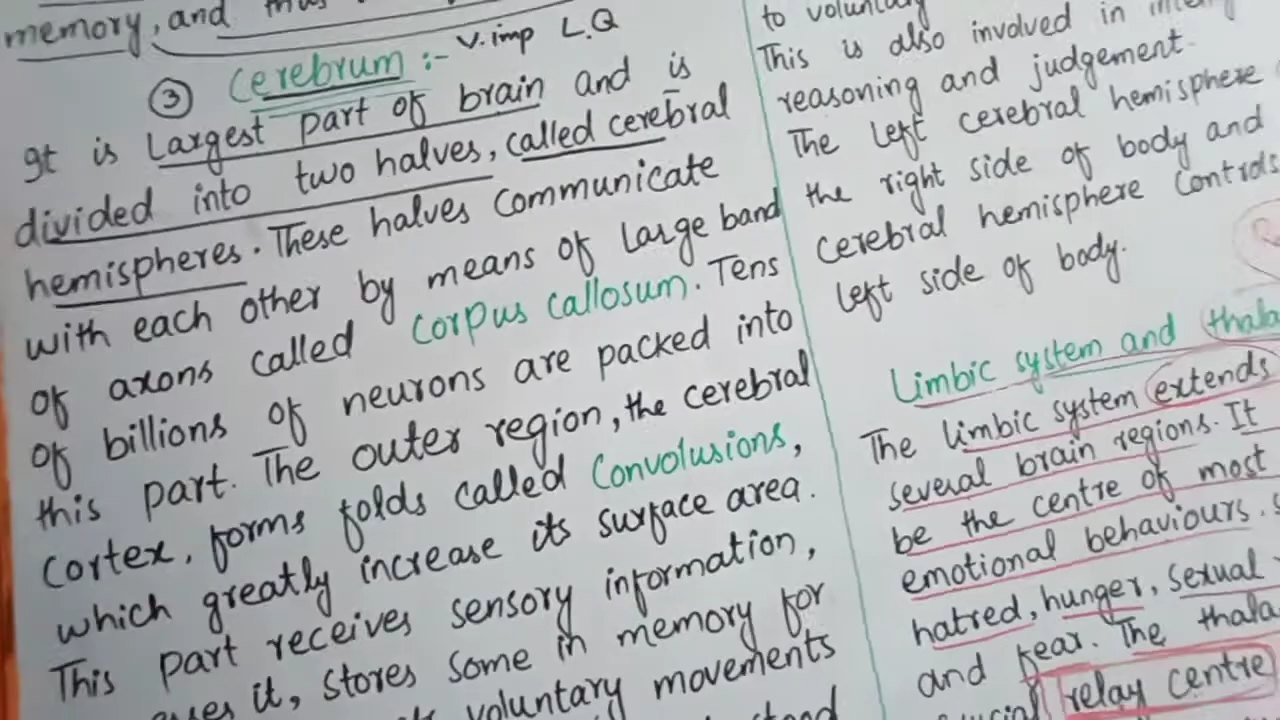 memory, and
③ Cerebrum :- V.imp L.Q
It is Largest part of brain and is
divided into two halves, called cerebral
hemispheres. These halves communicate
with each other by means of large band
of axons called corpus callosum. Tens
of billions of neurons are packed into
this part. The outer region, the cerebral
cortex, forms folds called Convolusions,
which greatly increase its surface area.
This part receives sensory information,
it, stores some in memory for
voluntary movements
to voluntary
This is also involved in
reasoning and judgement.
The left cerebral hemisphere
the right side of body and
cerebral hemisphere controls
left side of body.
Limbic system and
The limbic system extends
several brain regions. It
be the centre of most
emotional behaviours.
hatred, hunger, sexual
and fear. The
relay centre